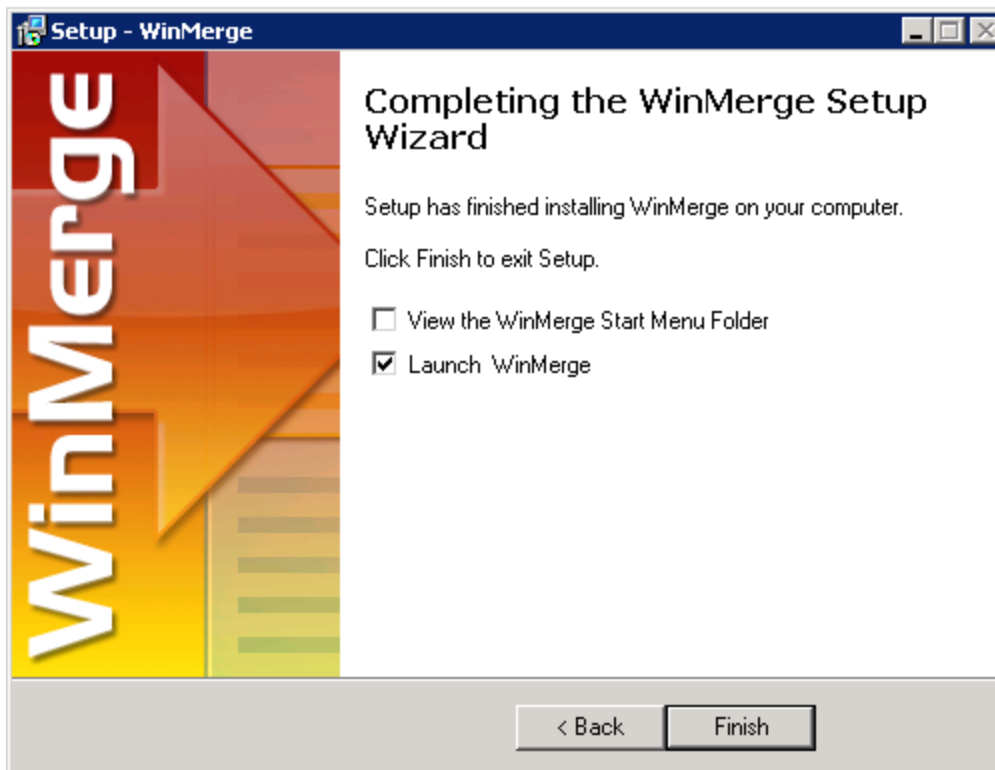 Setup - WinMerge
WinMerge
Completing the WinMerge Setup
Wizard
Setup has finished installing WinMerge on your computer.
Click Finish to exit Setup.
View the WinMerge Start Menu Folder
Launch WinMerge
< Back
Finish